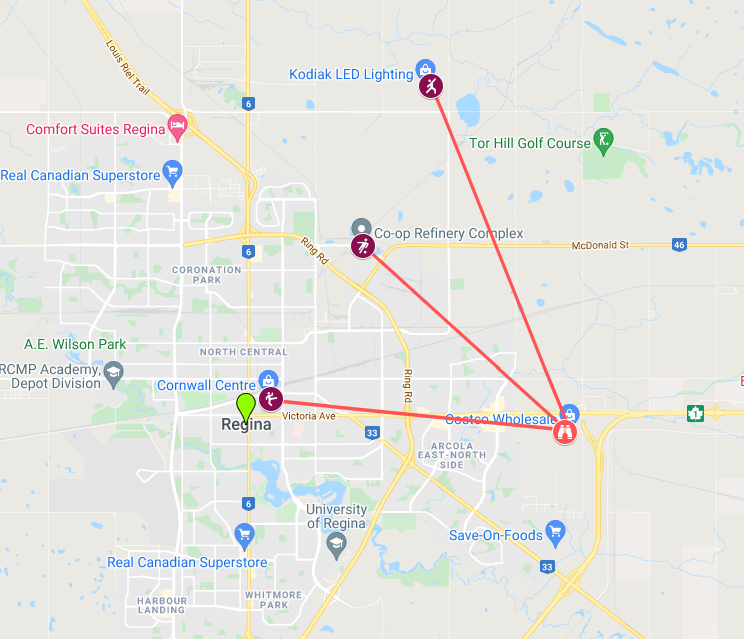 Louis Riel Trail
Kodiak LED Lighting
6
Comfort Suites Regina
Tor Hill Golf Course
Real Canadian Superstore
Co-op Refinery Complex
Ring Rd
McDonald St
46
6
CORONATION
PARK
A.E. Wilson Park
NORTH CENTRAL
RCMP Academy,
Depot Division
Ring Rd
Cornwall Centre
Victoria Ave
Costco Wholesale
1
Regina
33
ARCOLA
EAST-NORTH
SIDE
6
University
of Regina
Save-On-Foods
Real Canadian Superstore
33
HARBOUR
LANDING
WHITMORE
PARK